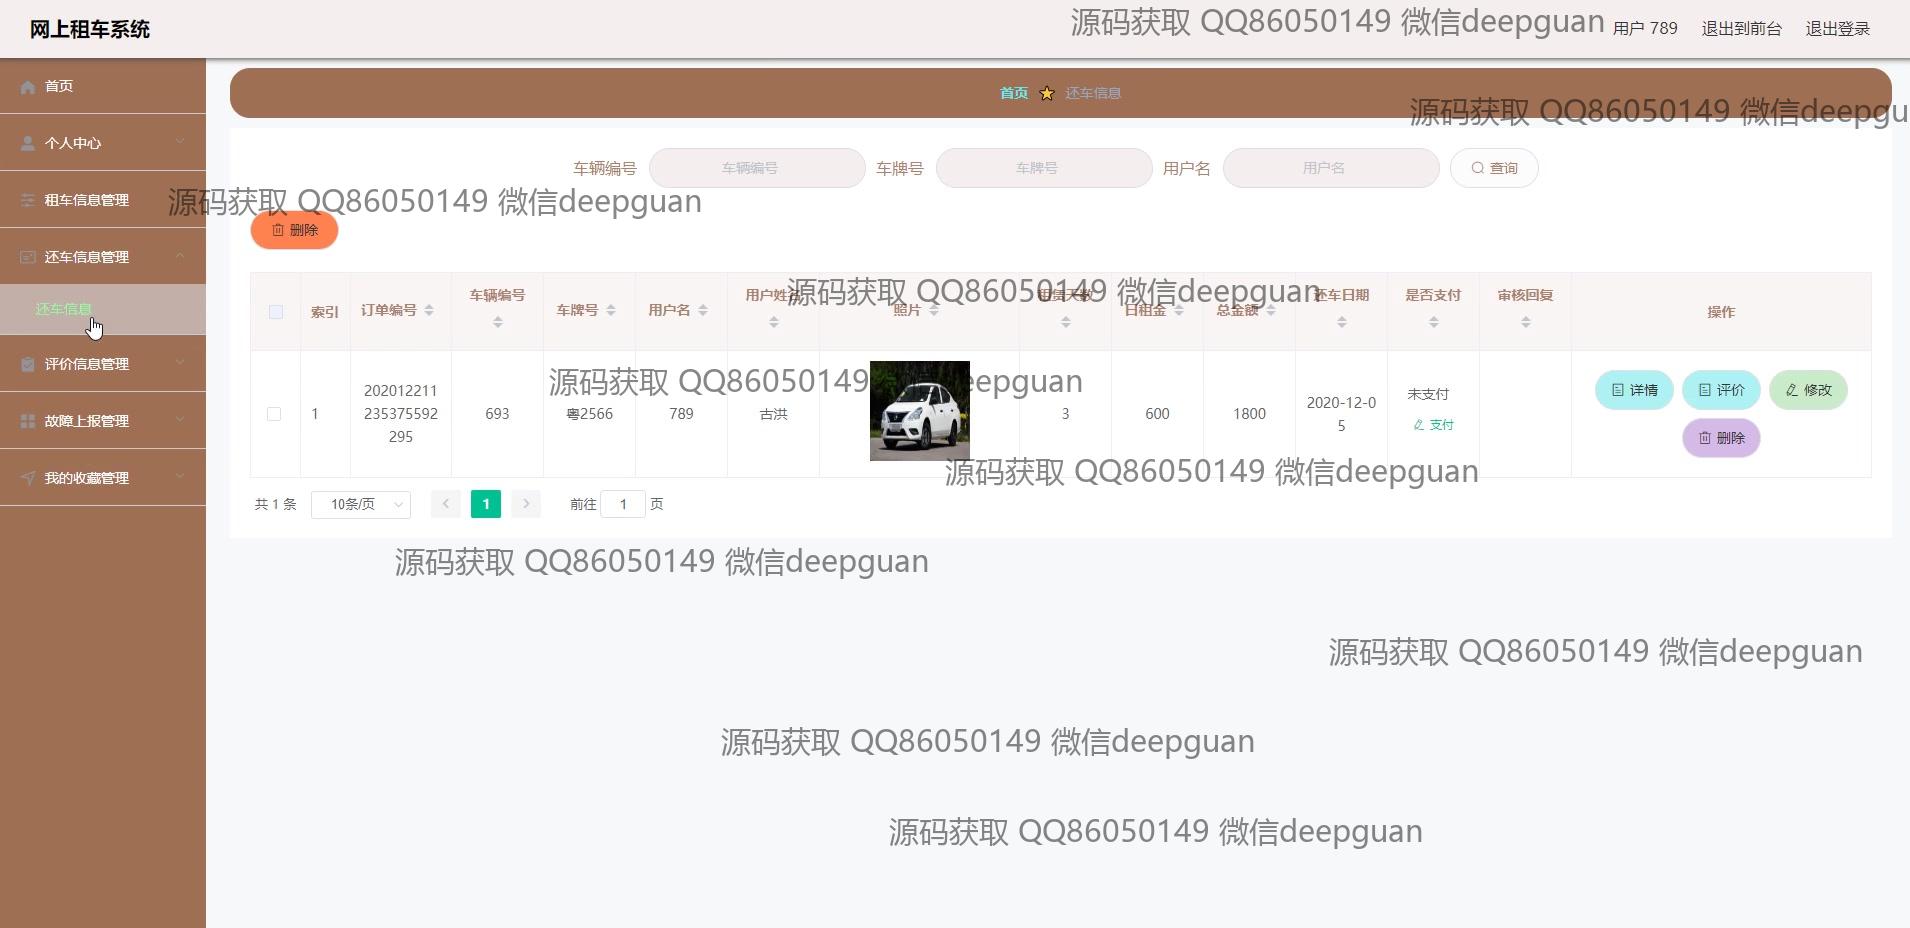 网上租车系统
源码获取 QQ86050149 微信deepguan
用户 789 退出到前台 退出登录
首页
个人中心
租车信息管理
还车信息管理
还车信息
评价信息管理
故障上报管理
我的收藏管理
首页 还车信息
源码获取 QQ86050149 微信deepgu
车辆编号 车辆编号 车牌号 车牌号 用户名 用户名 查询
源码获取 QQ86050149 微信deepguan
删除
源码获取 QQ86050149 微信deepguan
索引 订单编号 车辆编号 车牌号 用户名 用户姓名 照片 租赁天数 日租金 总金额 还车日期 是否支付 审核回复 操作
源码获取 QQ86050149 eepguan
1
202012211
235375592
295
693 粤2566 789 古洪 3 600 1800
2020-12-0
5
未支付
支付
详情 评价 修改
删除
源码获取 QQ86050149 微信deepguan
共 1 条 10条/页 1 前往 1 页
源码获取 QQ86050149 微信deepguan
源码获取 QQ86050149 微信deepguan
源码获取 QQ86050149 微信deepguan
源码获取 QQ86050149 微信deepguan